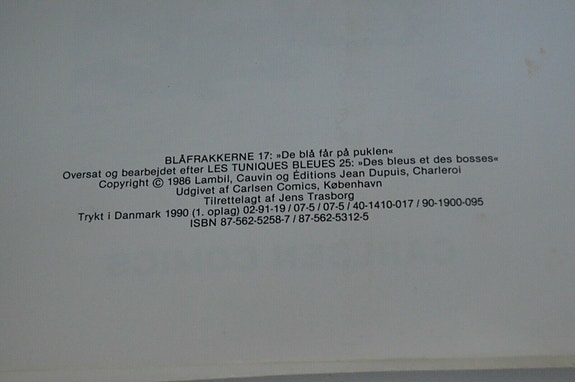 BLÅFRAKKERNE 17: »De blå får på puklen«
Oversat og bearbejdet efter LES TUNIQUES BLEUES 25: »Des bleus et des bosses«
Copyright © 1986 Lambil, Cauvin og Éditions Jean Dupuis, Charleroi
Udgivet af Carlsen Comics, København
Tilrettelagt af Jens Trasborg
Trykt i Danmark 1990 (1. oplag) 02-91-19 / 07-5 / 07-5 / 40-1410-017 / 90-1900-095
ISBN 87-562-5258-7 / 87-562-5312-5